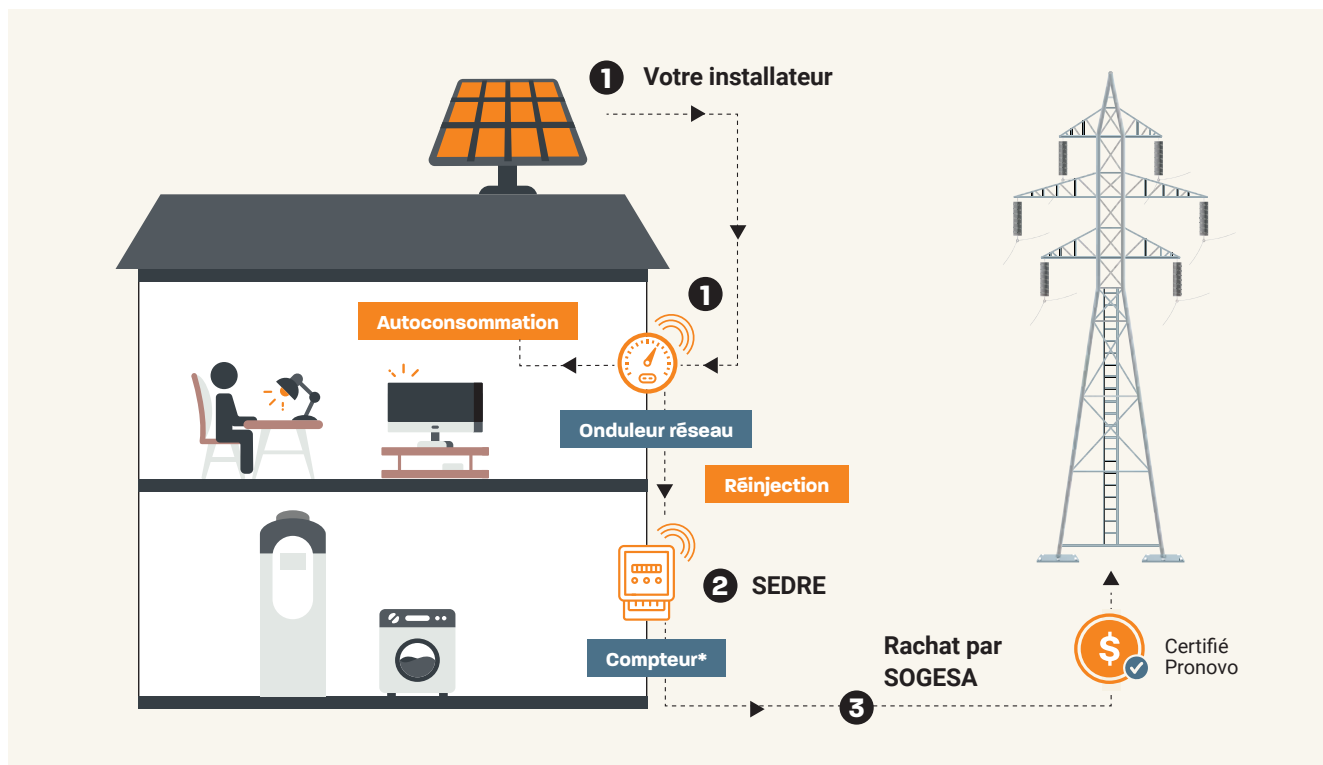 1 Votre installateur
1
Autoconsommation
Onduleur réseau
Réinjection
2 SEDRE
Compteur*
Rachat par
SOGESA
3
$
Certifié
Pronovo